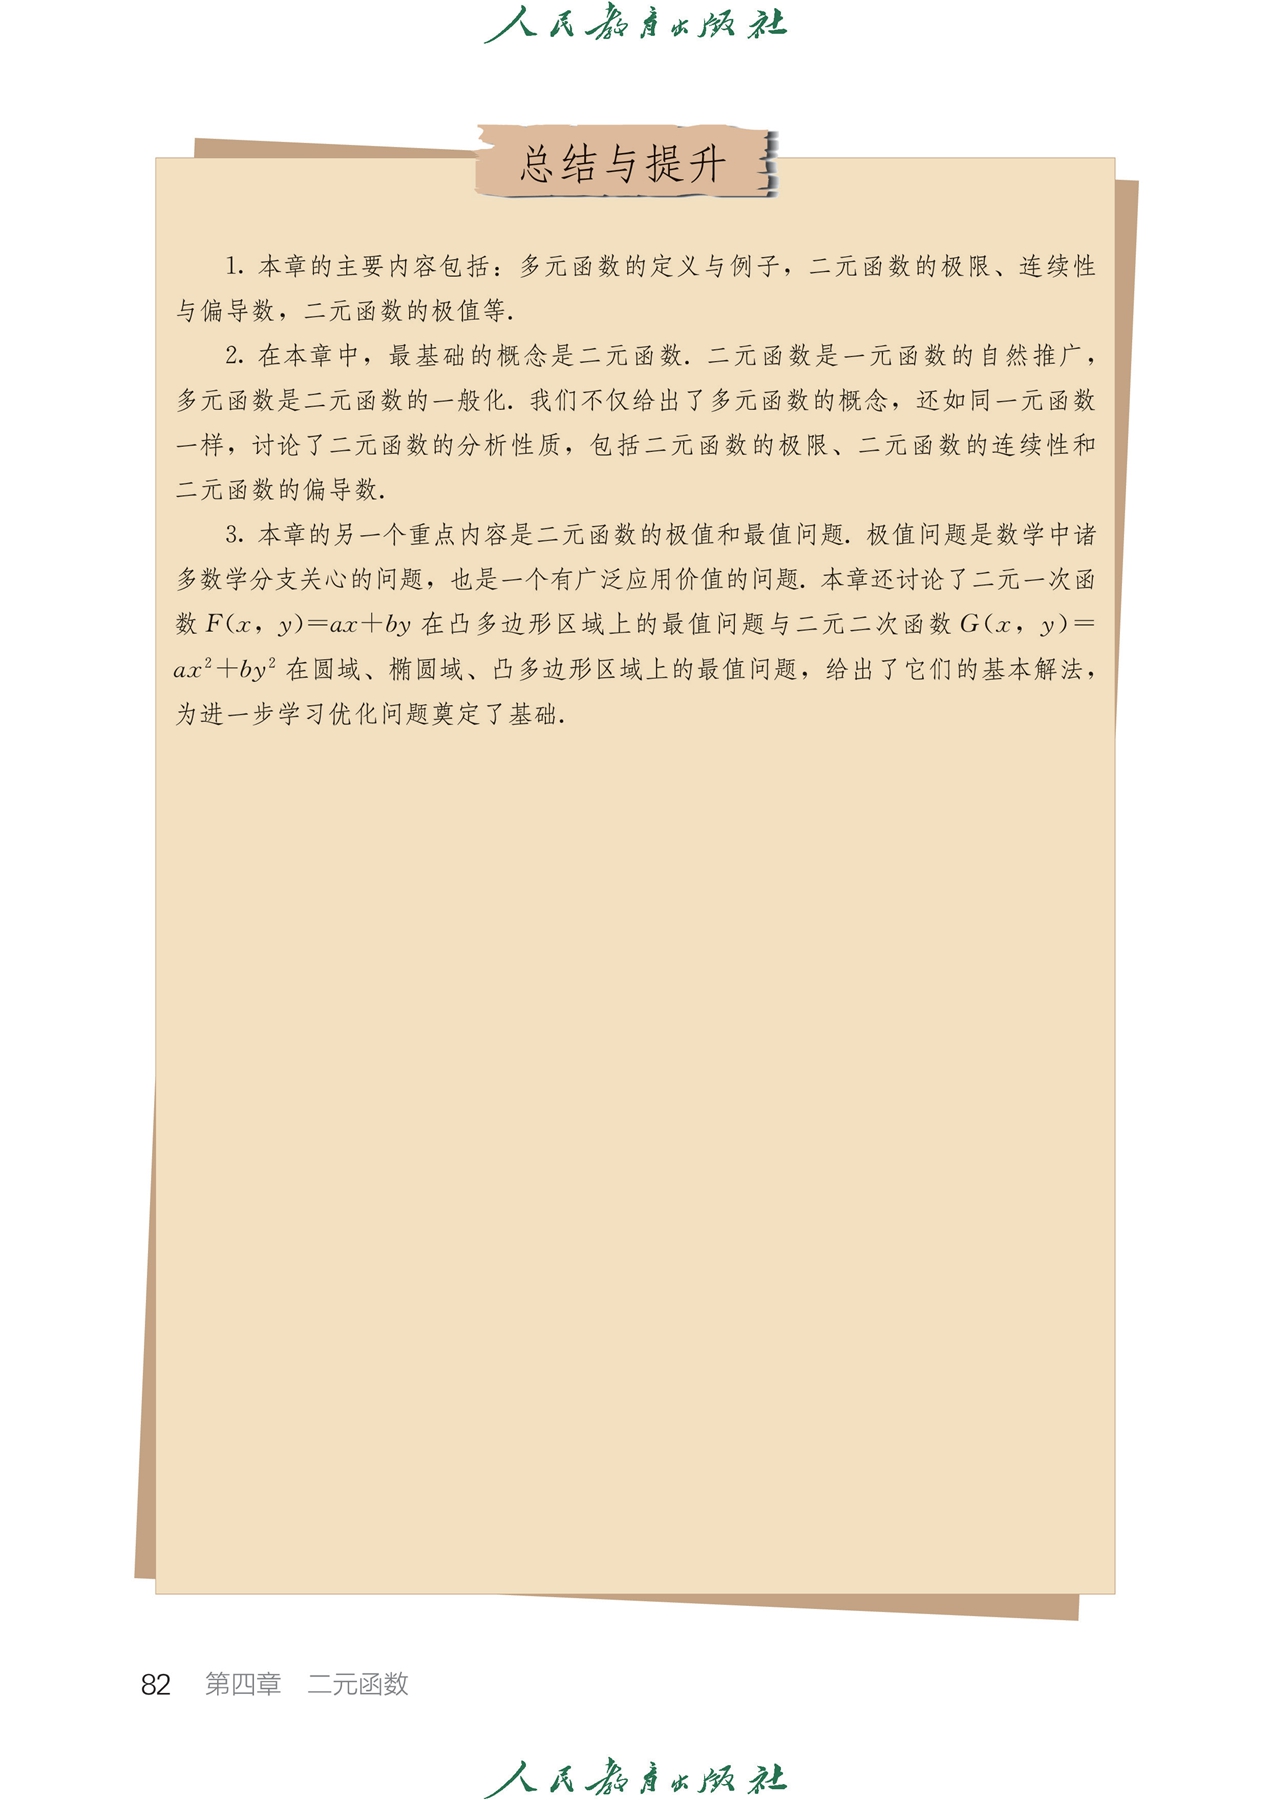 人民教育出版社
总结与提升
1. 本章的主要内容包括：多元函数的定义与例子，二元函数的极限、连续性
与偏导数，二元函数的极值等.
2. 在本章中，最基础的概念是二元函数. 二元函数是一元函数的自然推广，
多元函数是二元函数的一般化. 我们不仅给出了多元函数的概念，还如同一元函数
一样，讨论了二元函数的分析性质，包括二元函数的极限、二元函数的连续性和
二元函数的偏导数.
3. 本章的另一个重点内容是二元函数的极值和最值问题. 极值问题是数学中诸
多数学分支关心的问题，也是一个有广泛应用价值的问题. 本章还讨论了二元一次函
数 F(x, y)=ax+by 在凸多边形区域上的最值问题与二元二次函数 G(x, y)=
ax²+by² 在圆域、椭圆域、凸多边形区域上的最值问题，给出了它们的基本解法，
为进一步学习优化问题奠定了基础.
82 第四章 二元函数
人民教育出版社